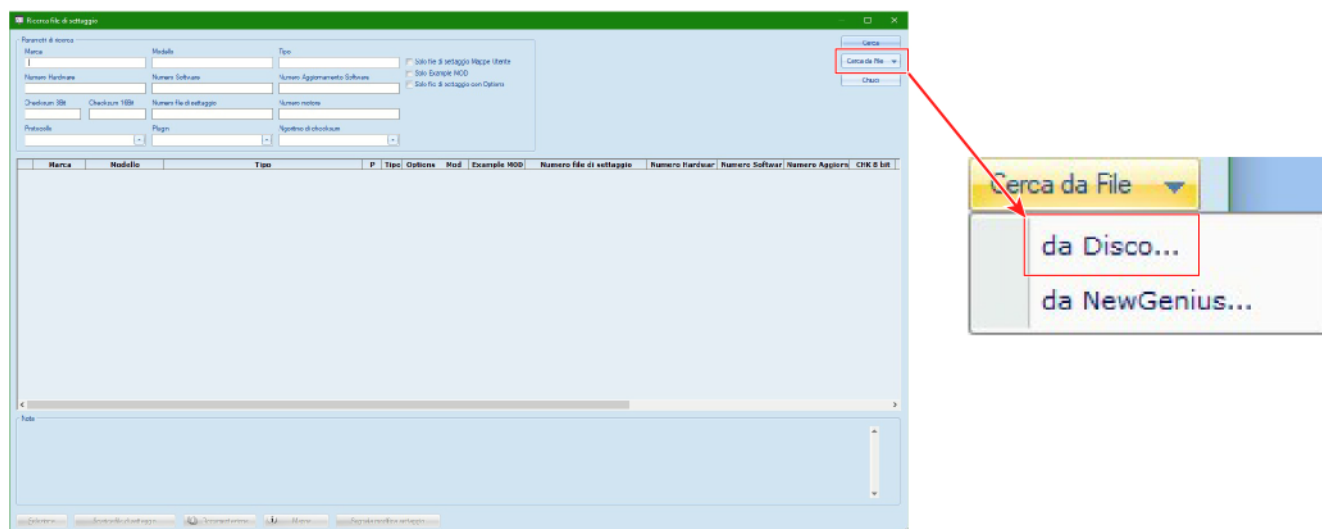 Ricerca file di settaggio
Parametri di ricerca
Marca Modello Tipo
Solo file di settaggio Mappe Utente
Solo Example MOD
Solo file di settaggio con Options
Numero Hardware Numero Software Numero Aggiornamento Software
Checksum 8Bit Checksum 16Bit Numero file di settaggio Numero motore
Protocollo Plugin Algoritmo di checksum
Cerca
Cerca da File
Chiudi
Marca Modello Tipo P Tipo Options Mod Example MOD Numero file di settaggio Numero Hardwar Numero Softwar Numero Aggiorn CHK 8 bit
Note
Cerca da File
da Disco...
da NewGenius...